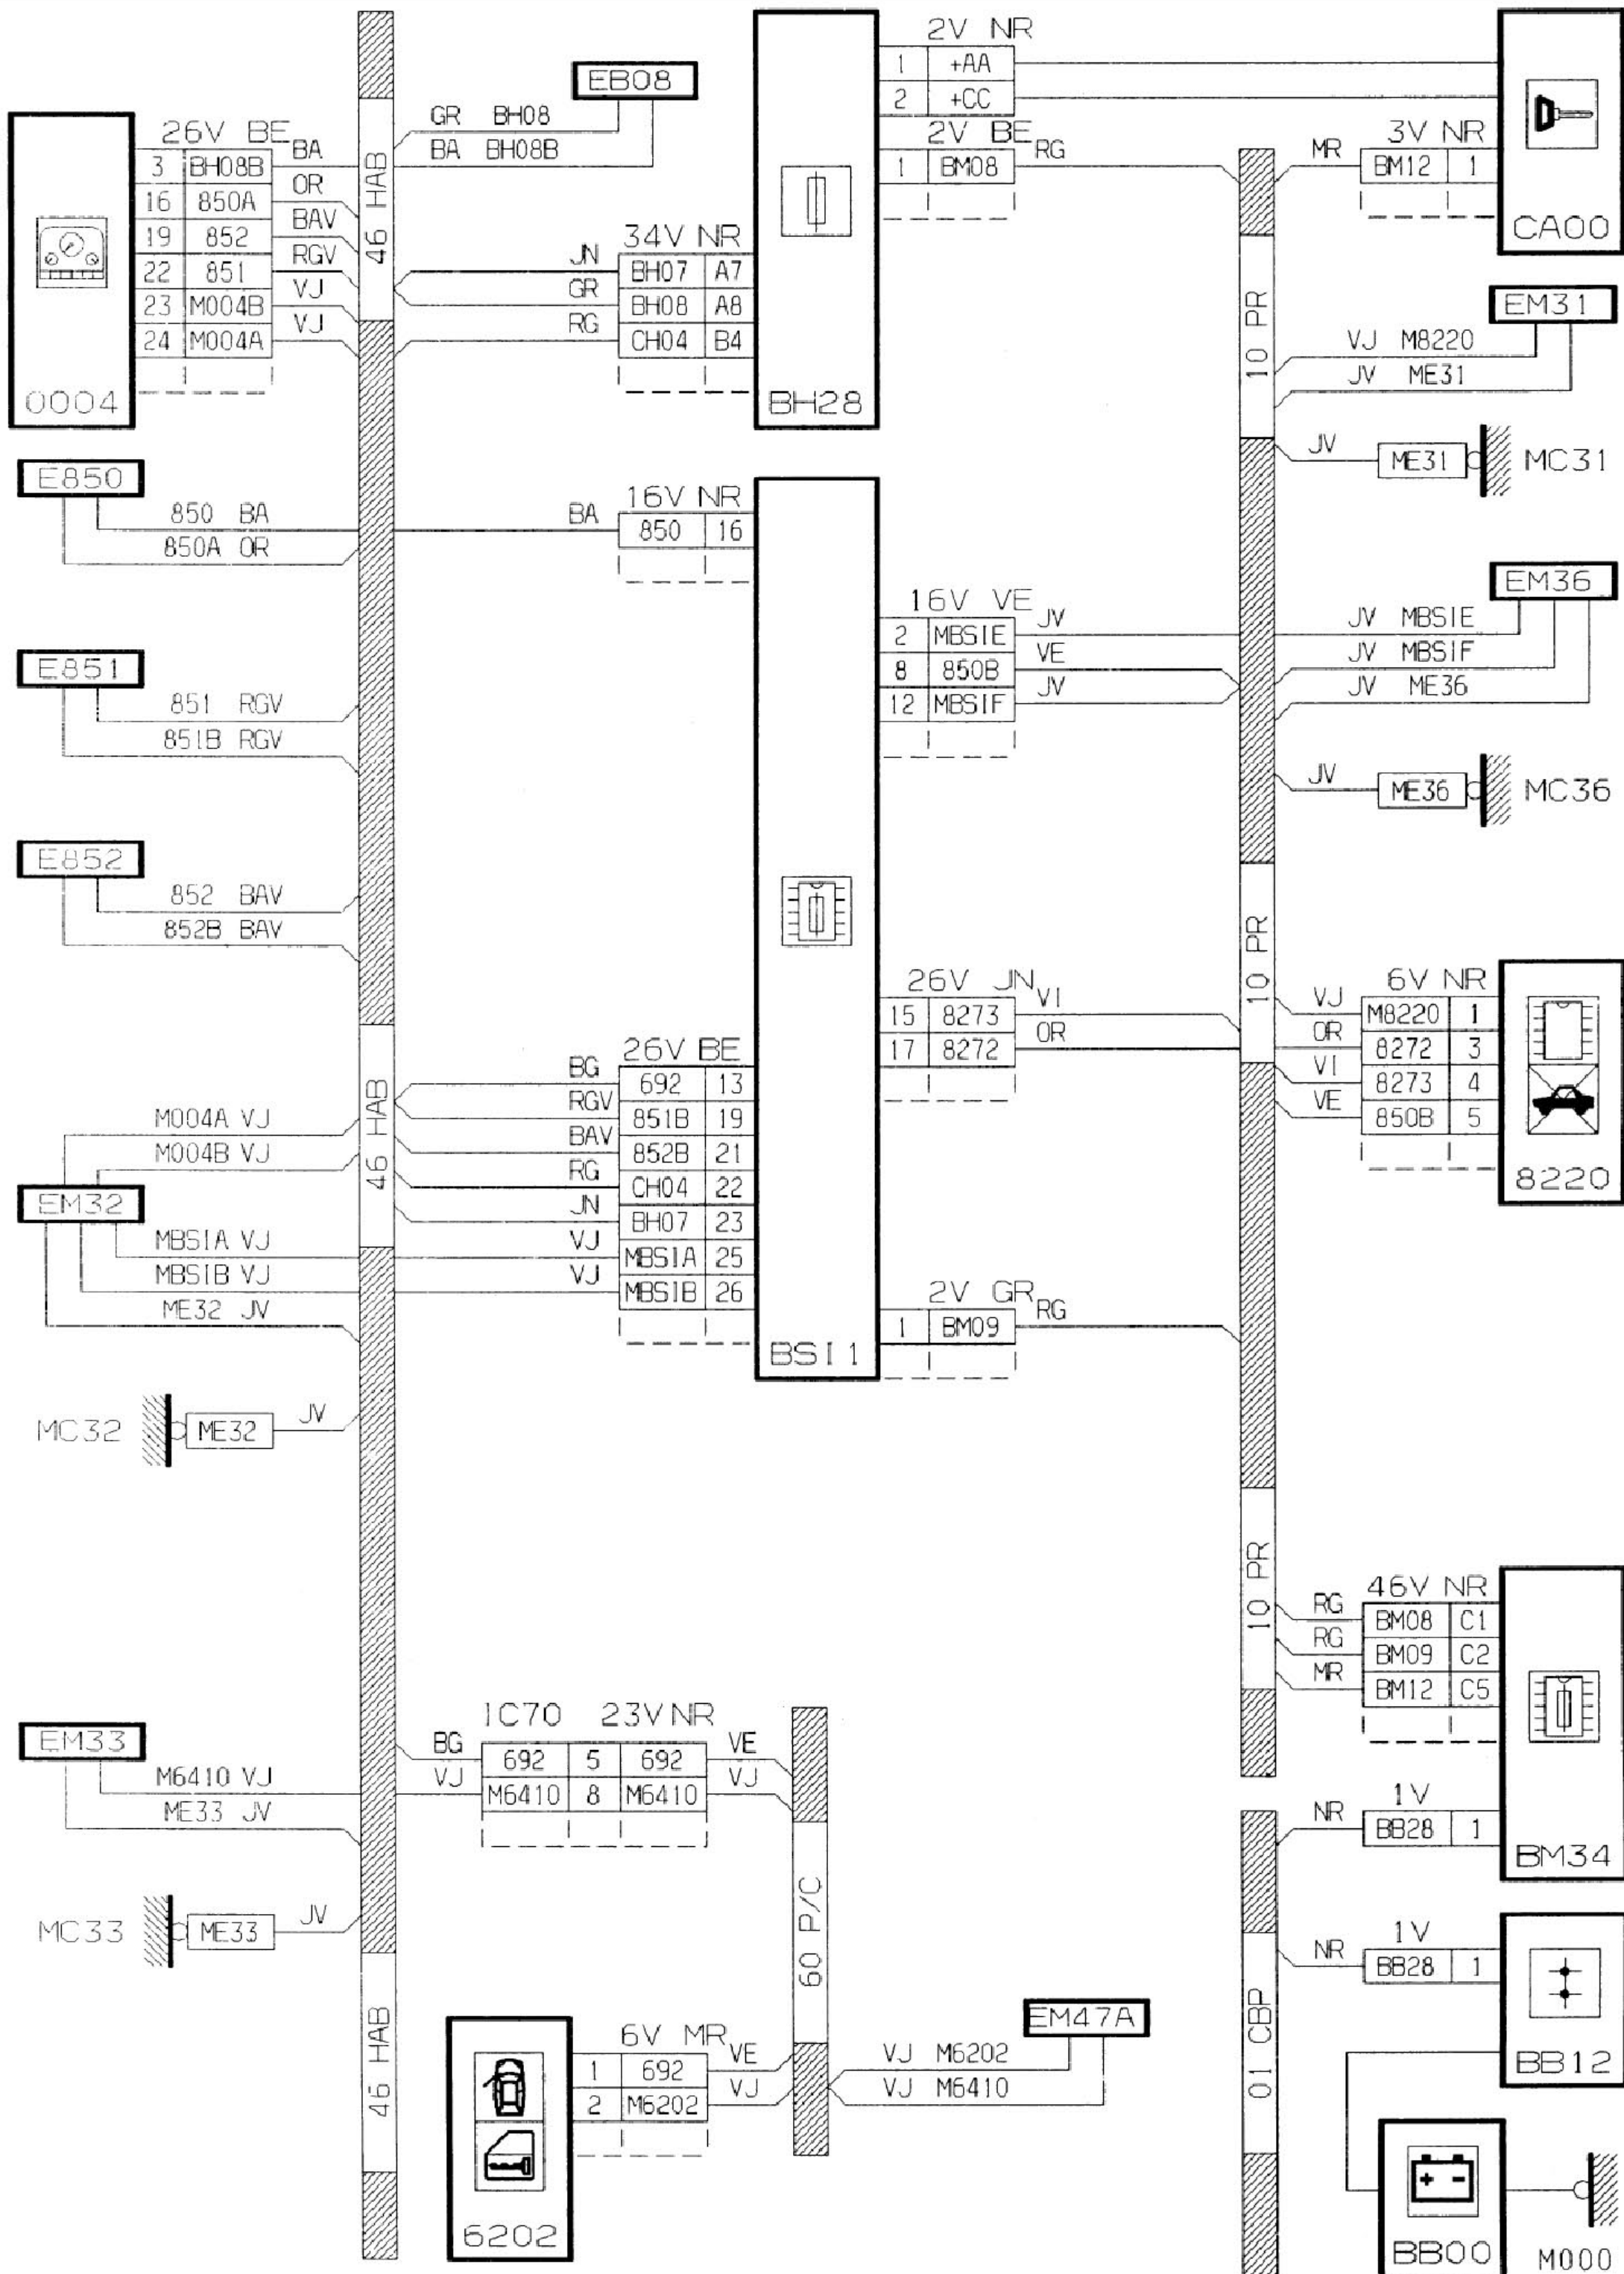 2V NR
1 +AA
2 +CC
EB08
GR BH08
BA BH08B
26V BE
3 BH08B BA
16 850A OR
19 852 BAV
22 851 RGV
23 M004B VJ
24 M004A VJ
0004
46 HAB
2V BE
1 BM08 RG
34V NR
JN BH07 A7
GR BH08 A8
RG CH04 B4
BH28
MR BM12 1
3V NR
CA00
10 PR
EM31
VJ M8220
JV ME31
JV ME31 MC31
E850
850 BA
850A OR
16V NR
BA 850 16
16V VE
2 MBSIE JV
8 850B VE
12 MBSIF JV
EM36
JV MBSIE
JV MBSIF
JV ME36
JV ME36 MC36
E851
851 RGV
851B RGV
E852
852 BAV
852B BAV
10 PR
26V JN
15 8273 VI
17 8272 OR
6V NR
VJ M8220 1
OR 8272 3
VI 8273 4
VE 850B 5
8220
46 HAB
26V BE
BG 692 13
RGV 851B 19
BAV 852B 21
RG CH04 22
JN BH07 23
VJ MBSIA 25
VJ MBSIB 26
M004A VJ
M004B VJ
EM32
MBSIA VJ
MBSIB VJ
ME32 JV
2V GR
1 BM09 RG
BSI1
MC32 ME32 JV
10 PR
46V NR
RG BM08 C1
RG BM09 C2
MR BM12 C5
1V
NR BB28 1
BM34
EM33
M6410 VJ
ME33 JV
IC70 23V NR
BG 692 5 692 VE
VJ M6410 8 M6410 VJ
60 P/C
MC33 ME33 JV
46 HAB
1V
NR BB28 1
BB12
01 CBP
EM47A
VJ M6202
VJ M6410
6V MR
1 692 VE
2 M6202 VJ
6202
BB00
M000